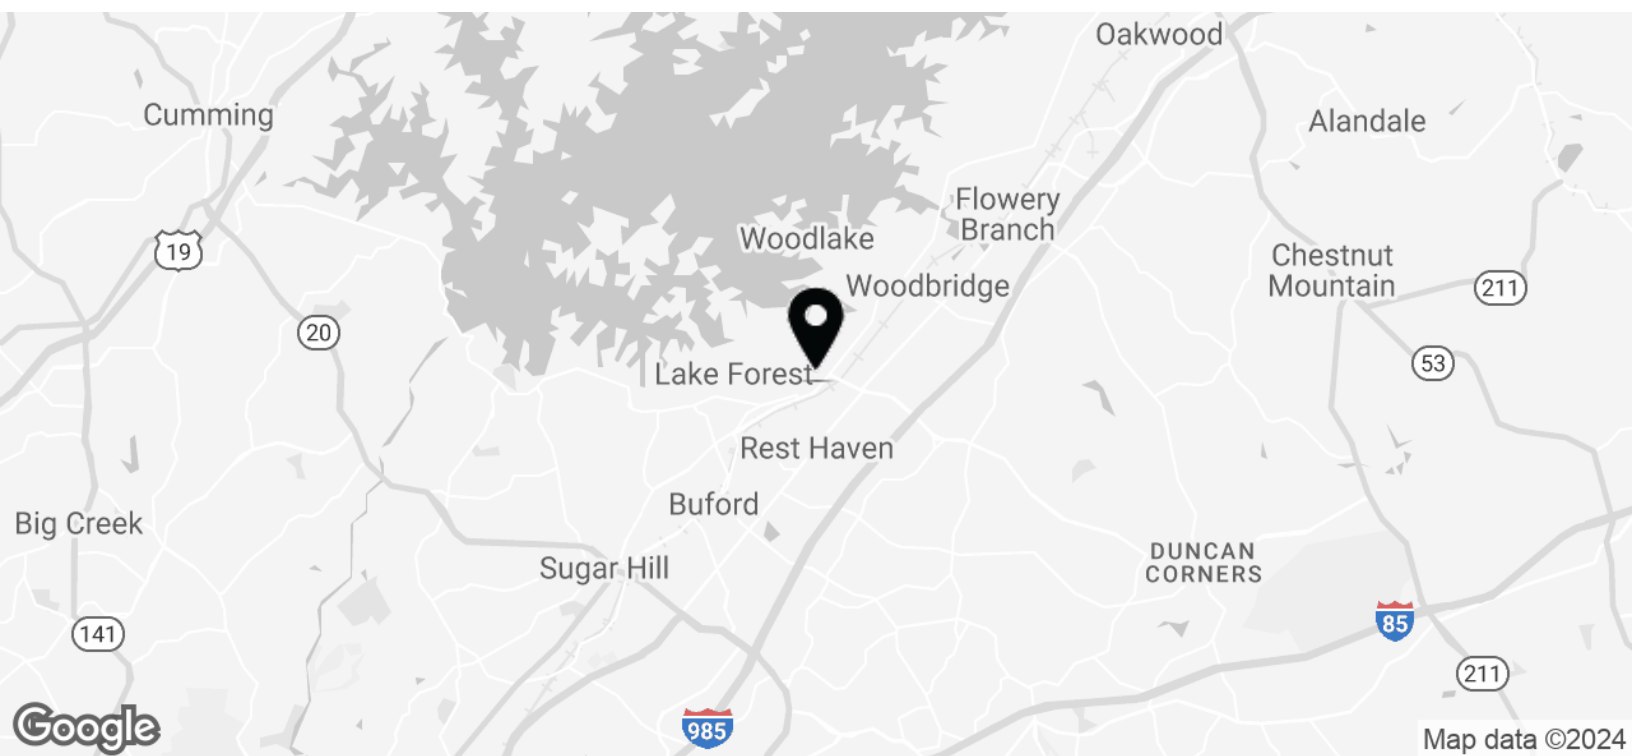 Oakwood
Cumming
Alandale
Flowery
Branch
Woodlake
19
Chestnut
Mountain
Woodbridge
211
20
53
Lake Forest
Rest Haven
Buford
Big Creek
DUNCAN
CORNERS
Sugar Hill
85
141
211
Google
985
Map data ©2024